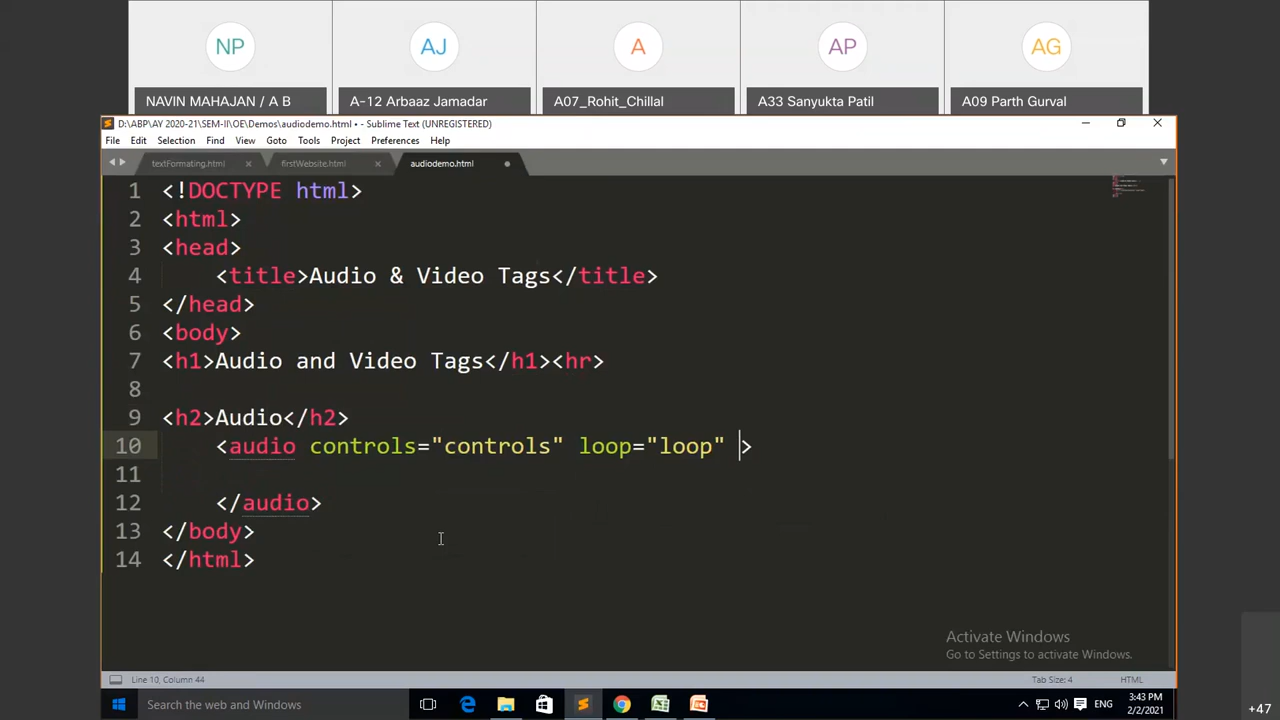 NP
AJ
A
AP
AG
NAVIN MAHAJAN / A B
A-12 Arbaaz Jamadar
A07_Rohit_Chillal
A33 Sanyukta Patil
A09 Parth Gurval
D:\ABP\AY 2020-21\SEM-II\OE\Demos\audiodemo.html • - Sublime Text (UNREGISTERED)
File Edit Selection Find View Goto Tools Project Preferences Help
textFormating.html
firstWebsite.html
audiodemo.html
1 <!DOCTYPE html>
2 <html>
3 <head>
4 <title>Audio & Video Tags</title>
5 </head>
6 <body>
7 <h1>Audio and Video Tags</h1><hr>
8
9 <h2>Audio</h2>
10 <audio controls="controls" loop="loop" >
11
12 </audio>
13 </body>
14 </html>
Activate Windows
Go to Settings to activate Windows.
Line 10, Column 44
Tab Size: 4
HTML
Search the web and Windows
ENG
3:43 PM
2/2/2021
+47